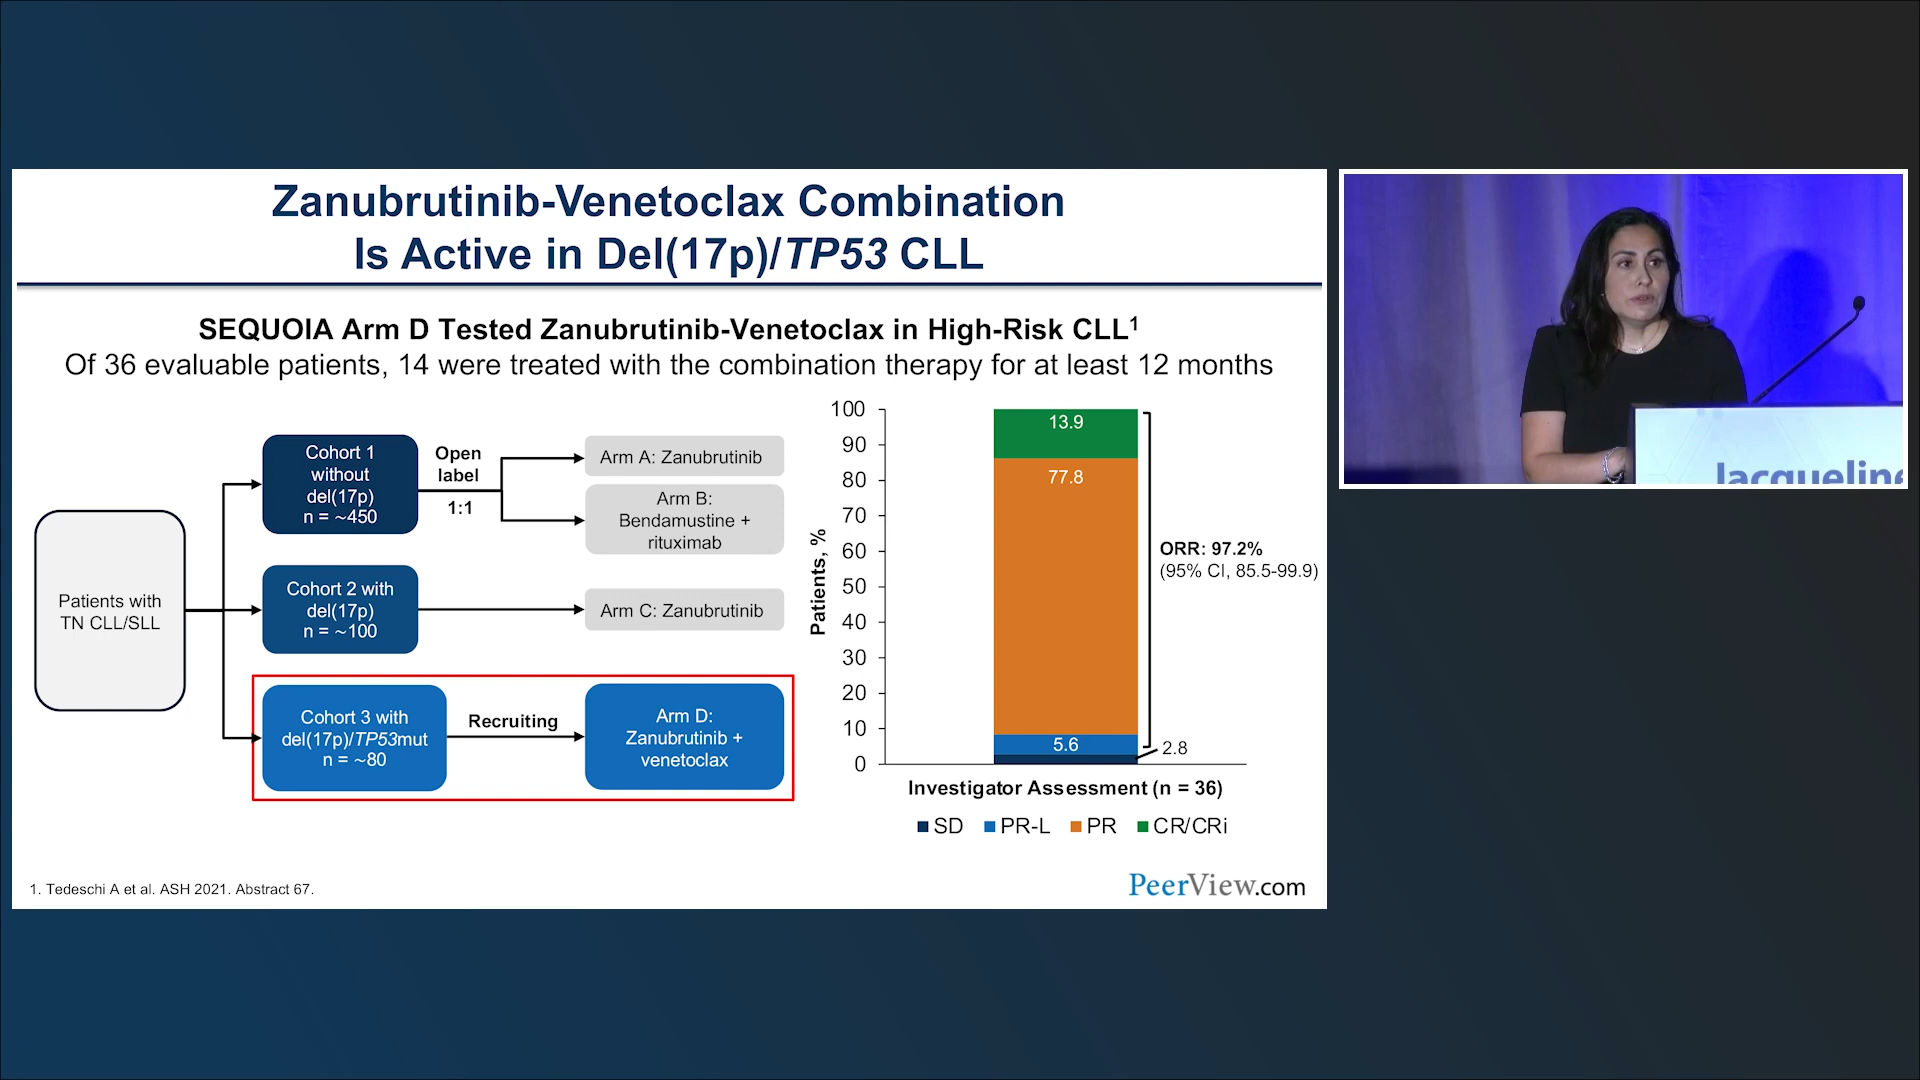 Zanubrutinib-Venetoclax Combination
Is Active in Del(17p)/TP53 CLL
SEQUOIA Arm D Tested Zanubrutinib-Venetoclax in High-Risk CLL¹
Of 36 evaluable patients, 14 were treated with the combination therapy for at least 12 months
Patients with
TN CLL/SLL
Cohort 1
without
del(17p)
n = ~450
Open
label
1:1
Arm A: Zanubrutinib
Arm B:
Bendamustine +
rituximab
Cohort 2 with
del(17p)
n = ~100
Arm C: Zanubrutinib
Cohort 3 with
del(17p)/TP53mut
n = ~80
Recruiting
Arm D:
Zanubrutinib +
venetoclax
Patients, %
100
90
80
70
60
50
40
30
20
10
0
13.9
77.8
5.6
2.8
ORR: 97.2%
(95% CI, 85.5-99.9)
Investigator Assessment (n = 36)
SD PR-L PR CR/CRi
1. Tedeschi A et al. ASH 2021. Abstract 67.
PeerView.com
Jacqueline